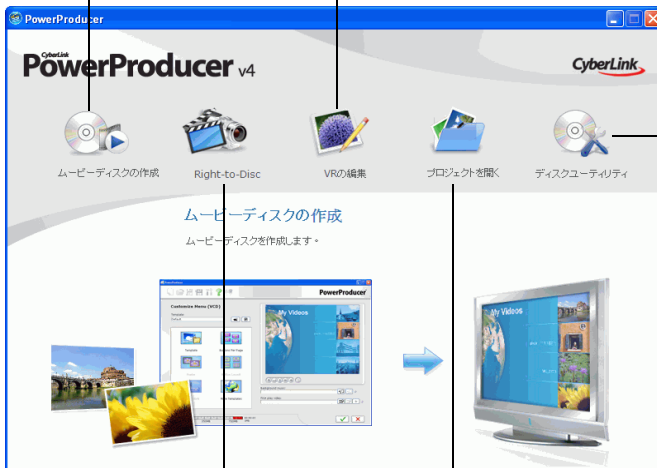 PowerProducer
CyberLink
PowerProducer v4
CyberLink
ムービーディスクの作成
Right-to-Disc
VRの編集
プロジェクトを開く
ディスクユーティリティ
ムービーディスクの作成
ムービーディスクを作成します。
PowerProducer
Customize Menu (VCD)
My Videos
My Videos